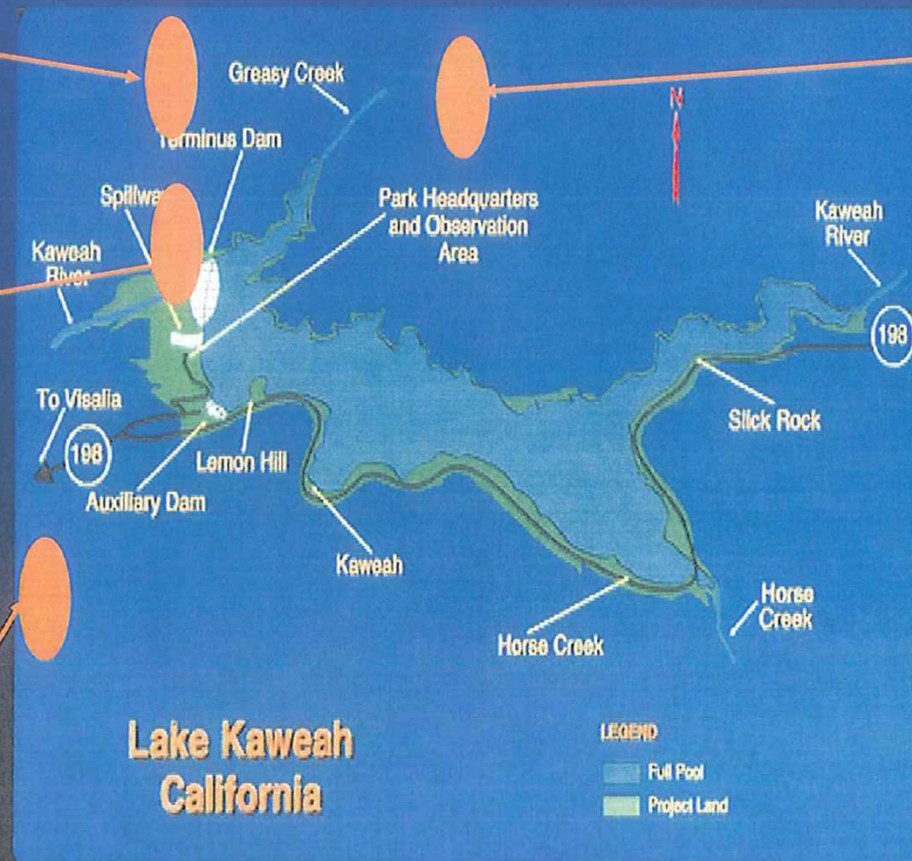 Greasy Creek
N
Terminus Dam
Park Headquarters
and Observation
Area
Kaweah
River
Kaweah
River
198
To Visalia
198
Lemon Hill
Slick Rock
Auxiliary Dam
Kaweah
Horse Creek
Horse
Creek
Lake Kaweah
California
LEGEND
Full Pool
Project Land